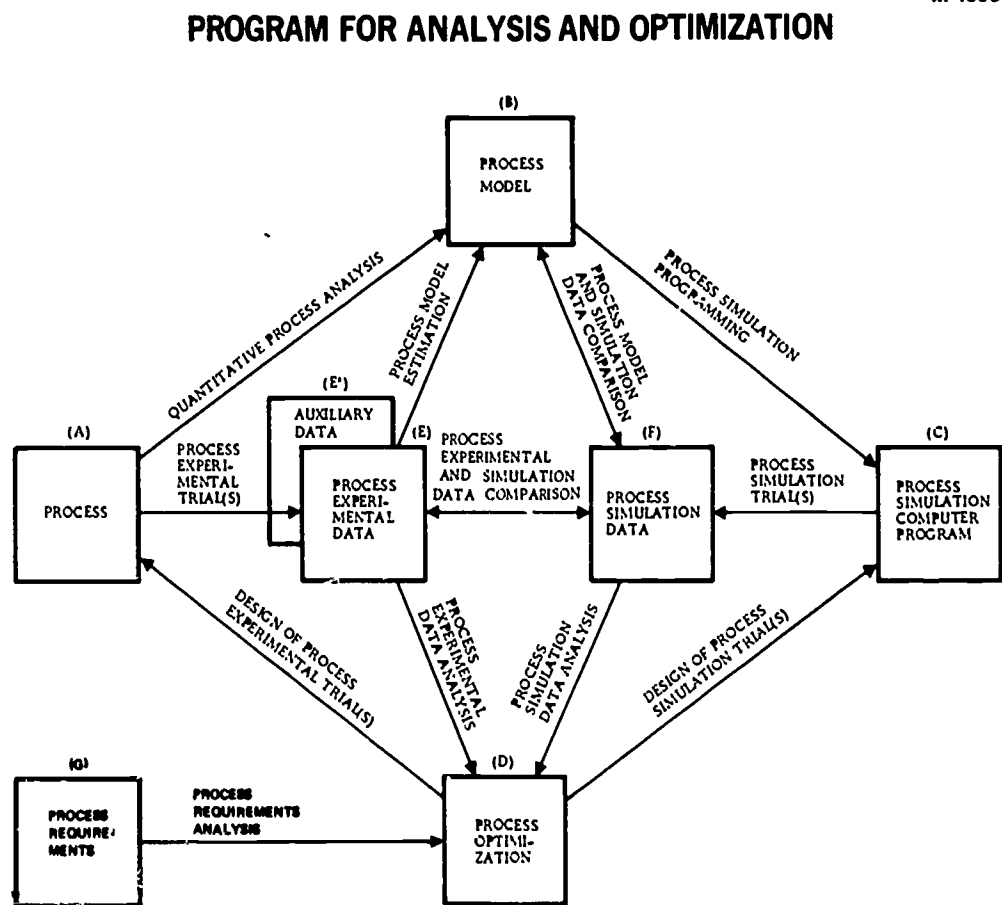 PROGRAM FOR ANALYSIS AND OPTIMIZATION
(B)
PROCESS
MODEL
QUANTITATIVE PROCESS ANALYSIS
PROCESS MODEL
ESTIMATION
PROCESS MODEL
AND SIMULATION
DATA COMPARISON
PROCESS SIMULATION
PROGRAMMING
(E')
AUXILIARY
DATA
(A)
PROCESS
PROCESS
EXPERI-
MENTAL
TRIAL(S)
(E)
PROCESS
EXPERI-
MENTAL
DATA
PROCESS
EXPERIMENTAL
AND SIMULATION
DATA COMPARISON
(F)
PROCESS
SIMULATION
DATA
PROCESS
SIMULATION
TRIAL(S)
(C)
PROCESS
SIMULATION
COMPUTER
PROGRAM
DESIGN OF PROCESS
EXPERIMENTAL TRIAL(S)
PROCESS
EXPERIMENTAL
DATA ANALYSIS
PROCESS
SIMULATION
DATA ANALYSIS
DESIGN OF PROCESS
SIMULATION TRIAL(S)
(G)
PROCESS
REQUIRE-
MENTS
PROCESS
REQUIREMENTS
ANALYSIS
(D)
PROCESS
OPTIMI-
ZATION